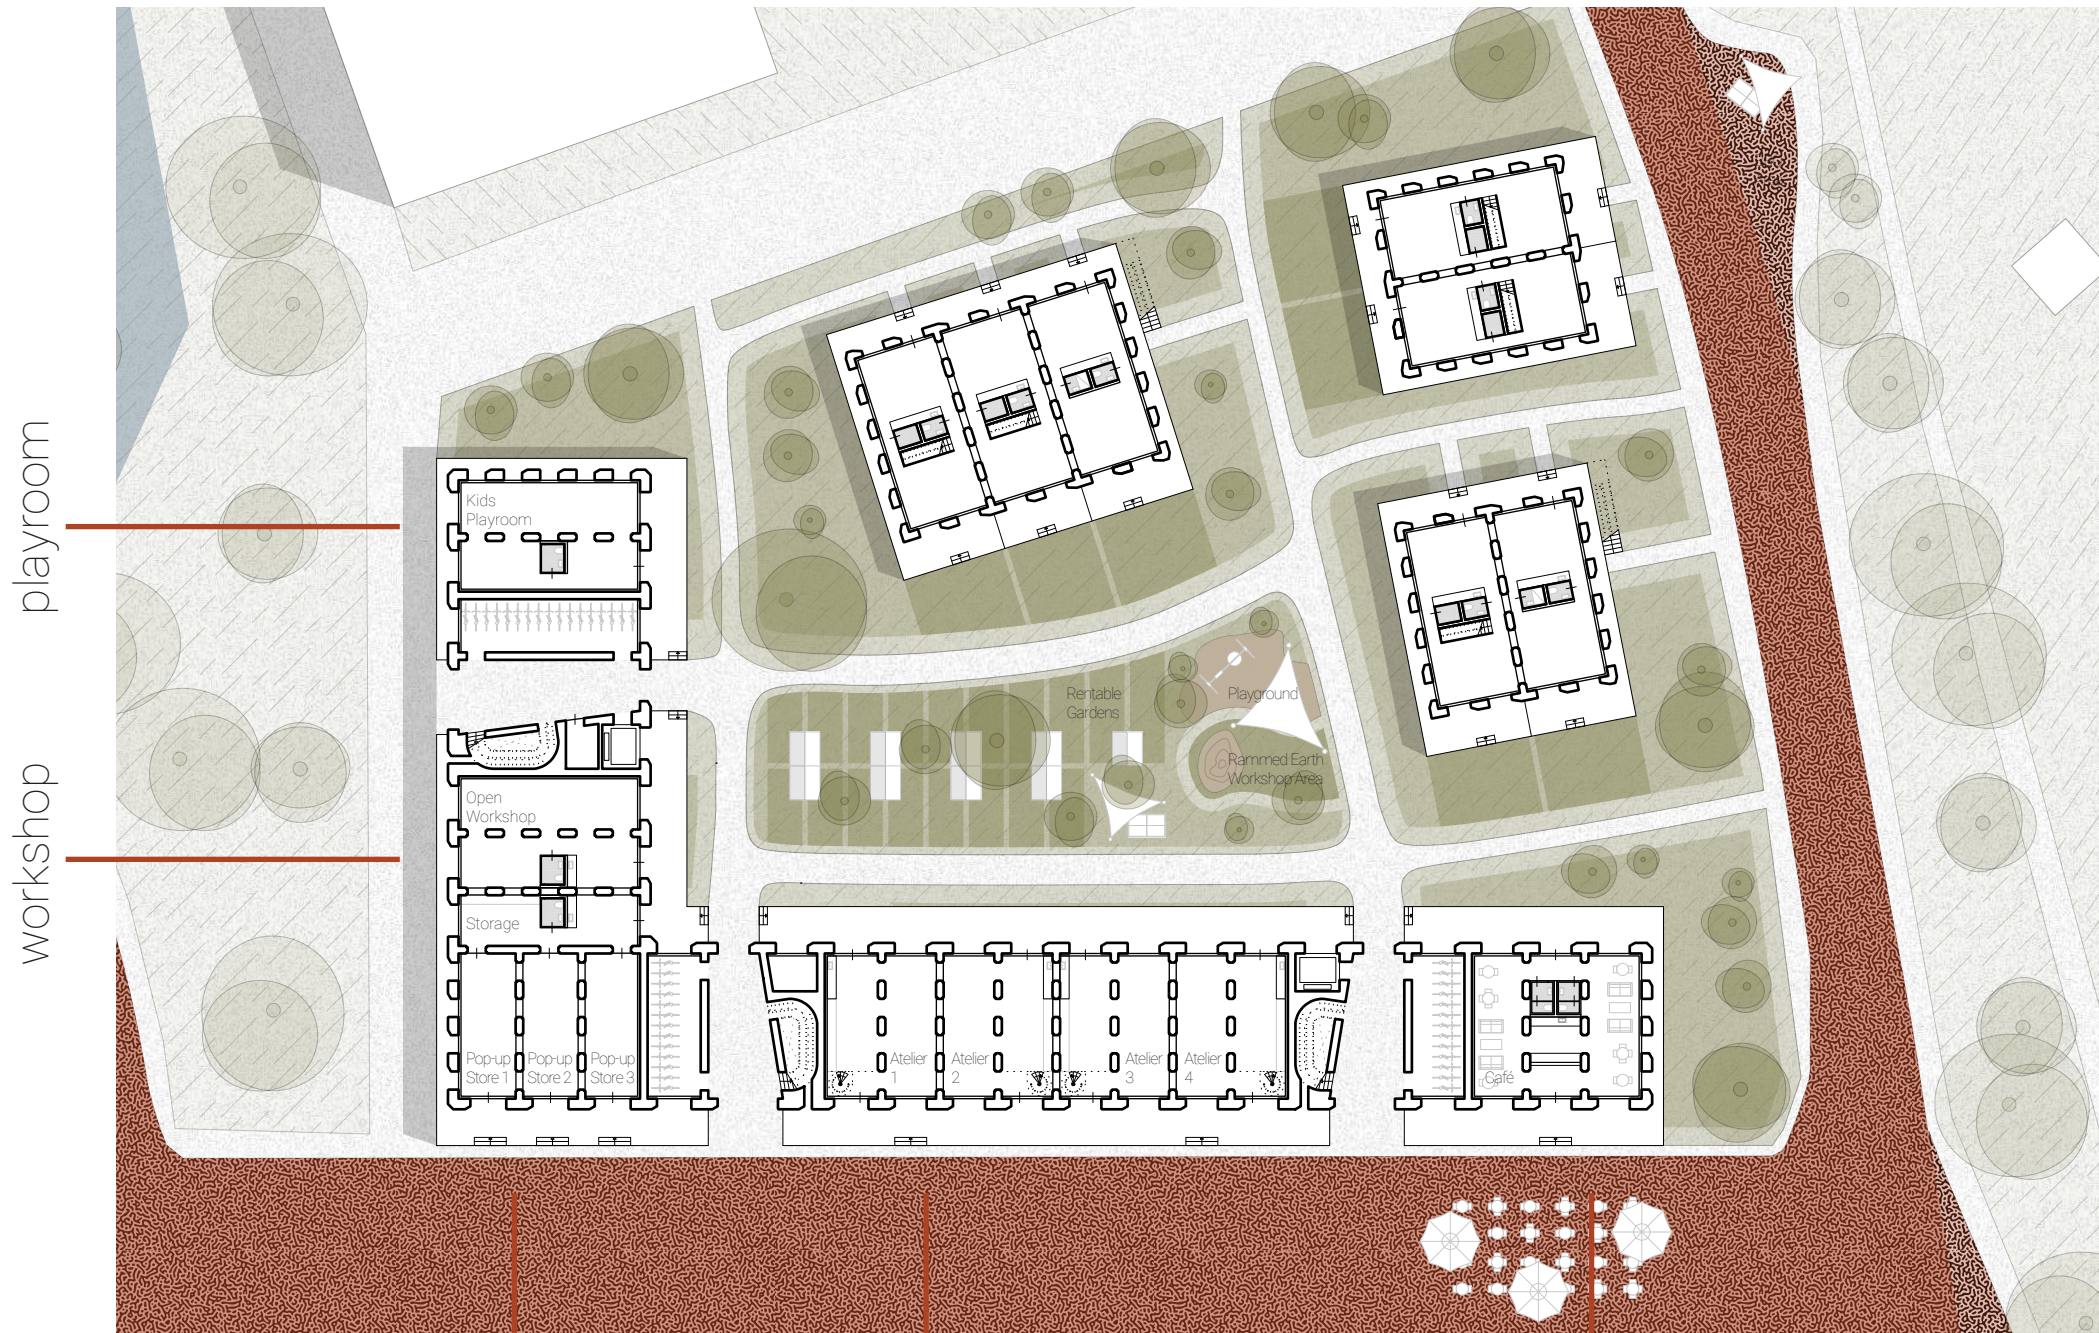 playroom
workshop
Kids
Playroom
Open
Workshop
Storage
Pop-up
Store 1
Pop-up
Store 2
Pop-up
Store 3
Atelier
1
Atelier
2
Atelier
3
Atelier
4
Café
Rentable
Gardens
Playground
Rammed Earth
Workshop Area